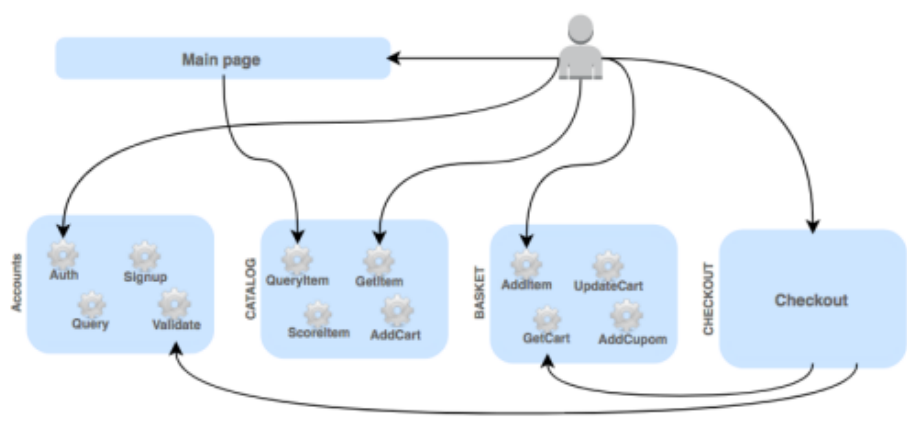 Main page
Accounts
Auth
Signup
Query
Validate
CATALOG
QueryItem
GetItem
ScoreItem
AddCart
BASKET
AddItem
UpdateCart
GetCart
AddCupom
CHECKOUT
Checkout